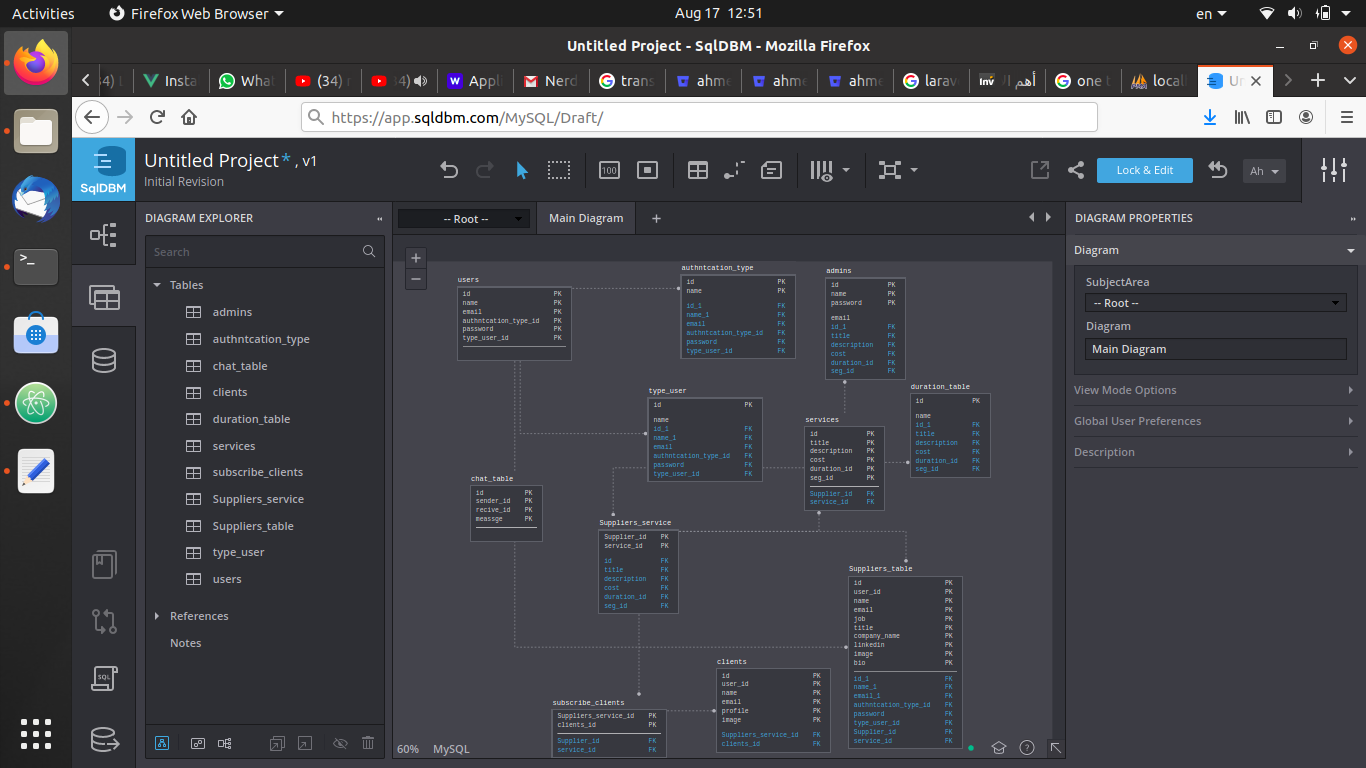 Activities
Firefox Web Browser
Aug 17 12:51
en
Untitled Project - SqlDBM - Mozilla Firefox
Insta
What
(34)
Appl
Nerd
trans
ahme
ahme
ahme
larav
Inv
أهم
one t
local
https://app.sqldbm.com/MySQL/Draft/
SqlDBM
Untitled Project*, v1
Initial Revision
100
Lock & Edit
Ah
DIAGRAM EXPLORER
Search
Tables
admins
authntcation_type
chat_table
clients
duration_table
services
subscribe_clients
Suppliers_service
Suppliers_table
type_user
users
References
Notes
SQL
-- Root --
Main Diagram
users
id PK
name PK
email PK
authntcation_type_id PK
password PK
type_user_id PK
authntcation_type
id PK
name PK
id_1 FK
name_1 FK
email FK
authntcation_type_id FK
password FK
type_user_id FK
admins
id PK
name PK
password PK
email
id_1 FK
title FK
description FK
cost FK
duration_id FK
seg_id FK
type_user
id PK
name
id_1 FK
name_1 FK
email FK
authntcation_type_id FK
password FK
type_user_id FK
duration_table
id PK
name
id_1 FK
title FK
description FK
cost FK
duration_id FK
seg_id FK
services
id PK
title PK
description PK
cost PK
duration_id PK
seg_id PK
Supplier_id FK
service_id FK
chat_table
id PK
sender_id PK
recive_id PK
meassge PK
Suppliers_service
Supplier_id PK
service_id PK
id FK
title FK
description FK
cost FK
duration_id FK
seg_id FK
Suppliers_table
id PK
user_id PK
name PK
email PK
job PK
title PK
company_name PK
linkedin PK
image PK
bio PK
id_1 FK
name_1 FK
email_1 FK
authntcation_type_id FK
password FK
type_user_id FK
Supplier_id FK
service_id FK
clients
id PK
user_id PK
name PK
email PK
profile PK
image PK
Suppliers_service_id FK
clients_id FK
subscribe_clients
Suppliers_service_id PK
clients_id PK
Supplier_id FK
service_id FK
60% MySQL
DIAGRAM PROPERTIES
Diagram
SubjectArea
-- Root --
Diagram
Main Diagram
View Mode Options
Global User Preferences
Description